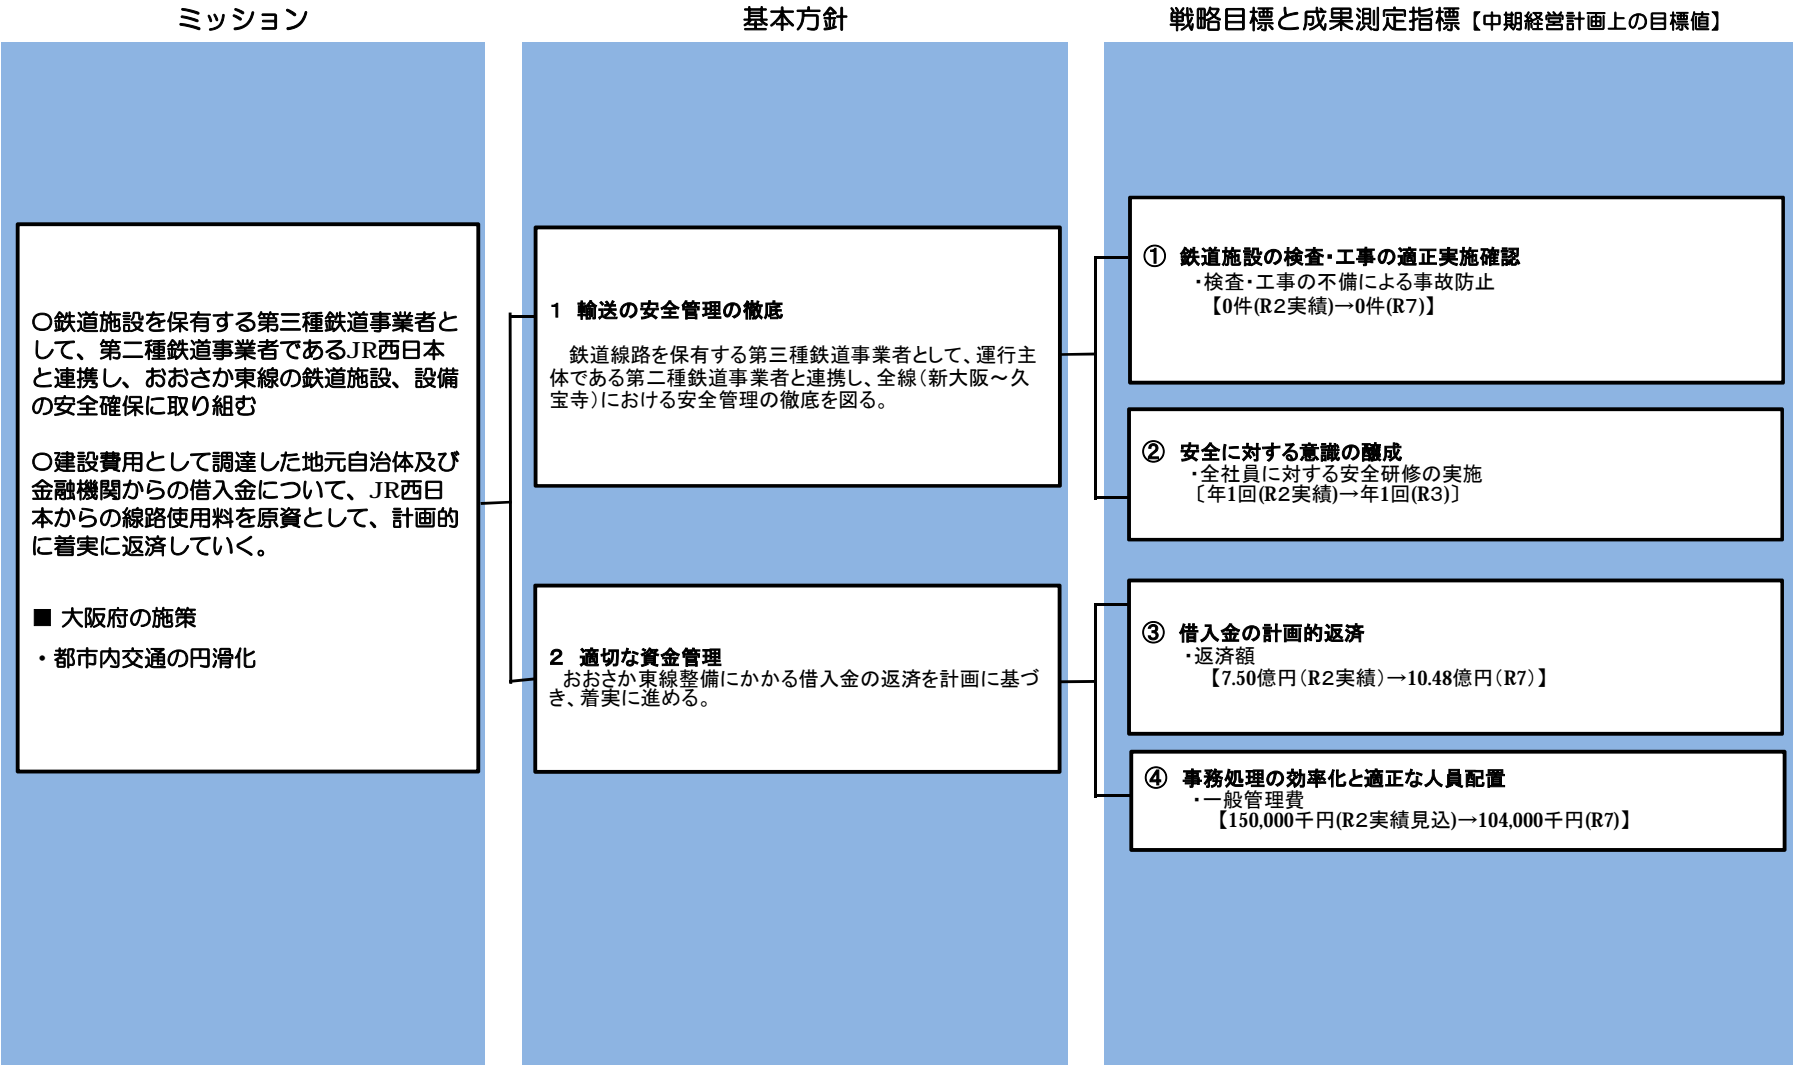 ミッション
基本方針
戦略目標と成果測定指標【中期経営計画上の目標値】
○鉄道施設を保有する第三種鉄道事業者と
して、第二種鉄道事業者であるJR西日本
と連携し、おおさか東線の鉄道施設、設備
の安全確保に取り組む
○建設費用として調達した地元自治体及び
金融機関からの借入金について、JR西日
本からの線路使用料を原資として、計画的
に着実に返済していく。
■ 大阪府の施策
・都市内交通の円滑化
１ 輸送の安全管理の徹底
鉄道線路を保有する第三種鉄道事業者として、運行主
体である第二種鉄道事業者と連携し、全線（新大阪～久
宝寺）における安全管理の徹底を図る。
２ 適切な資金管理
おおさか東線整備にかかる借入金の返済を計画に基づ
き、着実に進める。
① 鉄道施設の検査・工事の適正実施確認
・検査・工事の不備による事故防止
【0件(R２実績)→0件(R７)】
② 安全に対する意識の醸成
・全社員に対する安全研修の実施
〔年1回(R２実績)→年1回(R３)〕
③ 借入金の計画的返済
・返済額
【7.50億円（R２実績）→10.48億円（R7）】
④ 事務処理の効率化と適正な人員配置
・一般管理費
【150,000千円(R２実績見込)→104,000千円(R7)】